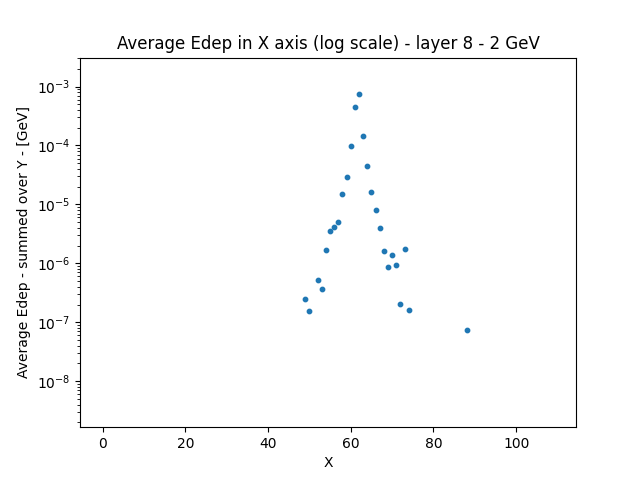 Average Edep in X axis (log scale) - layer 8 - 2 GeV
Average Edep - summed over Y - [GeV]
10⁻³
10⁻⁴
10⁻⁵
10⁻⁶
10⁻⁷
10⁻⁸
0 20 40 60 80 100
X